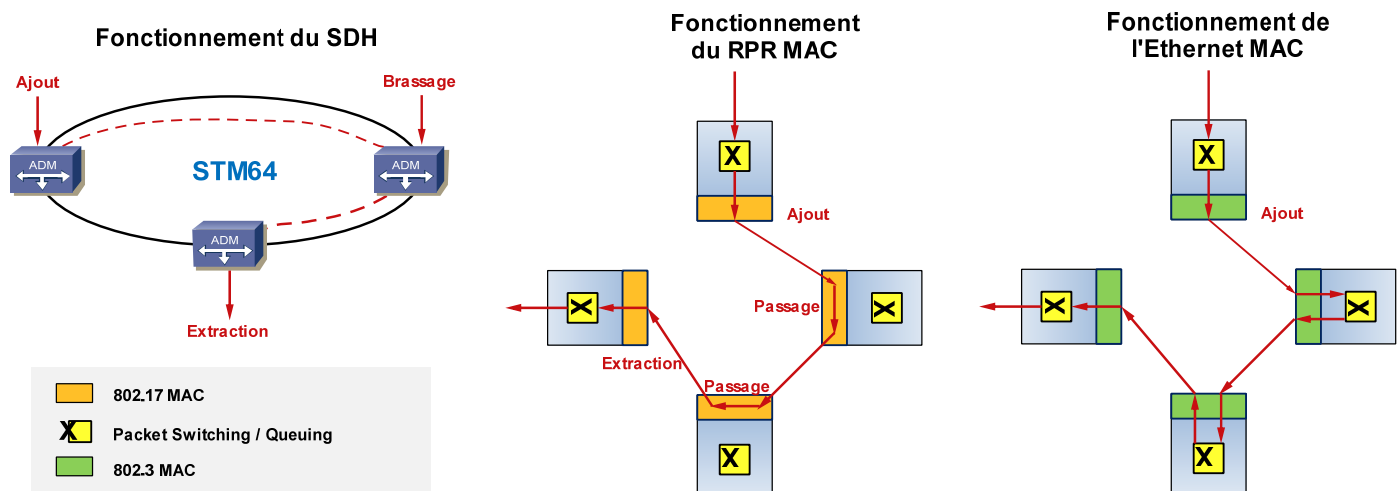 Fonctionnement du SDH
Ajout
Brassage
ADM
STM64
ADM
ADM
Extraction
802.17 MAC
X
Packet Switching / Queuing
802.3 MAC
Fonctionnement
du RPR MAC
X
Ajout
X
Passage
X
Extraction
Passage
X
Fonctionnement de
l'Ethernet MAC
X
Ajout
X
X
X